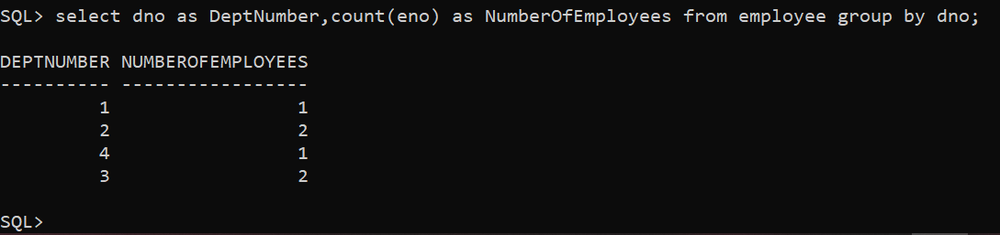 SQL> select dno as DeptNumber,count(eno) as NumberOfEmployees from employee group by dno;
DEPTNUMBER NUMBEROFEMPLOYEES
---------- -----------------
         1                 1
         2                 2
         4                 1
         3                 2
SQL>